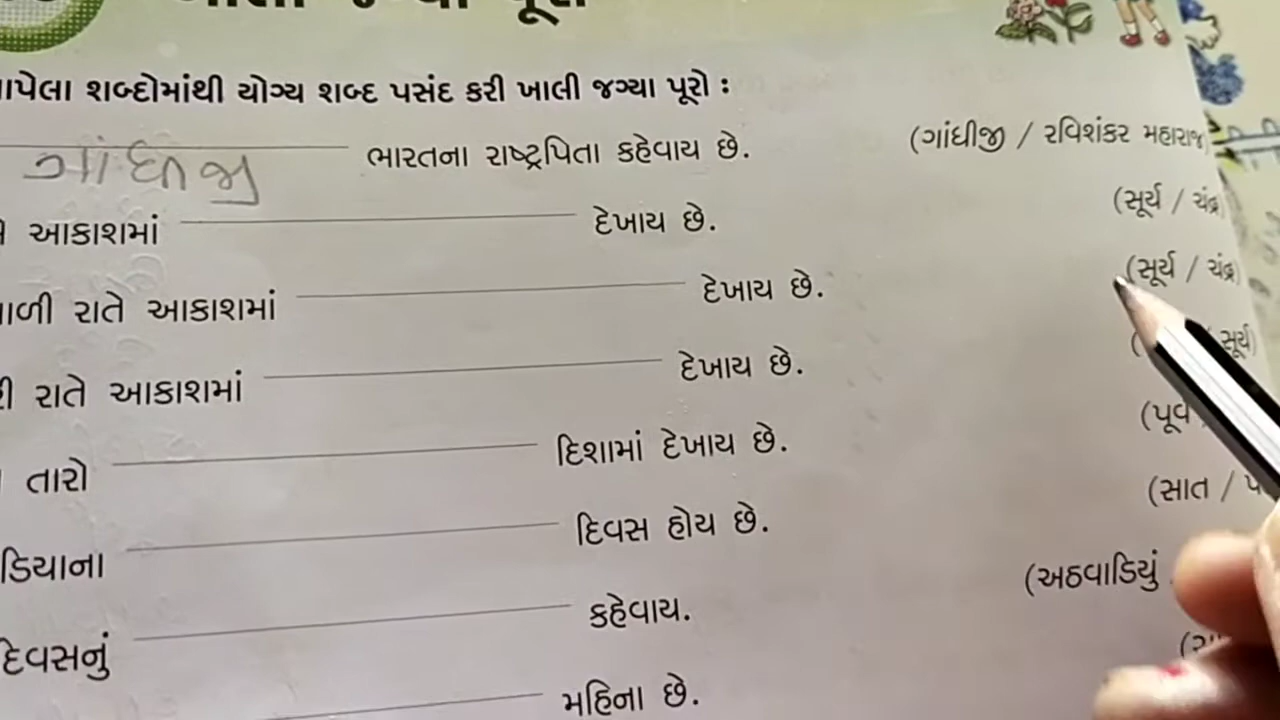 શબ્દોમાંથી યોગ્ય શબ્દ પસંદ કરી ખાલી જગ્યા પૂરો :
ગાંધીજી ભારતના રાષ્ટ્રપિતા કહેવાય છે. (ગાંધીજી / રવિશંકર મહારાજ)
આકાશમાં દેખાય છે. (સૂર્ય / ચંદ્ર)
રાતે આકાશમાં દેખાય છે. (સૂર્ય / ચંદ્ર)
રાતે આકાશમાં દેખાય છે. સૂર્ય)
તારો દિશામાં દેખાય છે. (પૂર્વ
દિવસ હોય છે. (સાત /
દિવસનું કહેવાય. (અઠવાડિયું
મહિના છે.